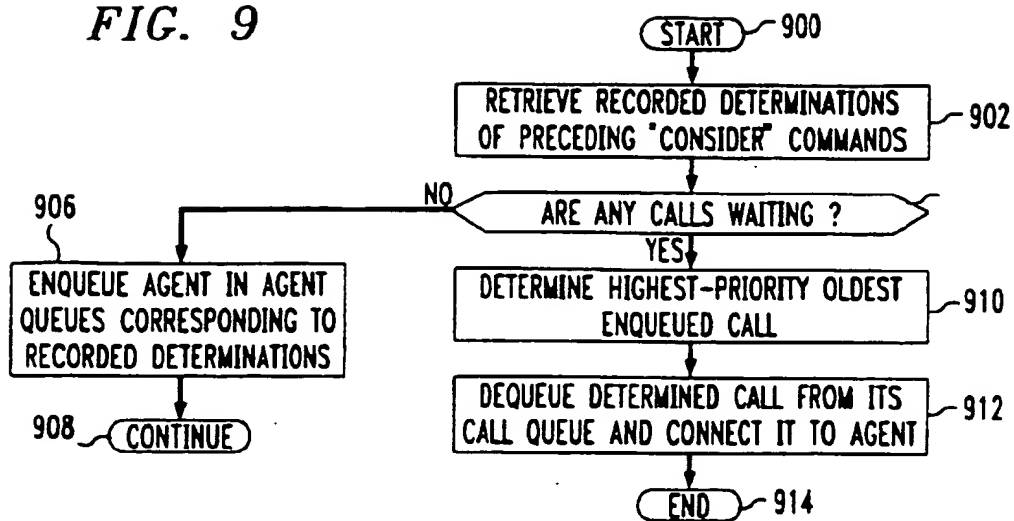 FIG. 9
START 900
RETRIEVE RECORDED DETERMINATIONS
OF PRECEDING "CONSIDER" COMMANDS
902
NO
ARE ANY CALLS WAITING ?
YES
906
ENQUEUE AGENT IN AGENT
QUEUES CORRESPONDING TO
RECORDED DETERMINATIONS
908 CONTINUE
DETERMINE HIGHEST-PRIORITY OLDEST
ENQUEUED CALL
910
DEQUEUE DETERMINED CALL FROM ITS
CALL QUEUE AND CONNECT IT TO AGENT
912
END 914